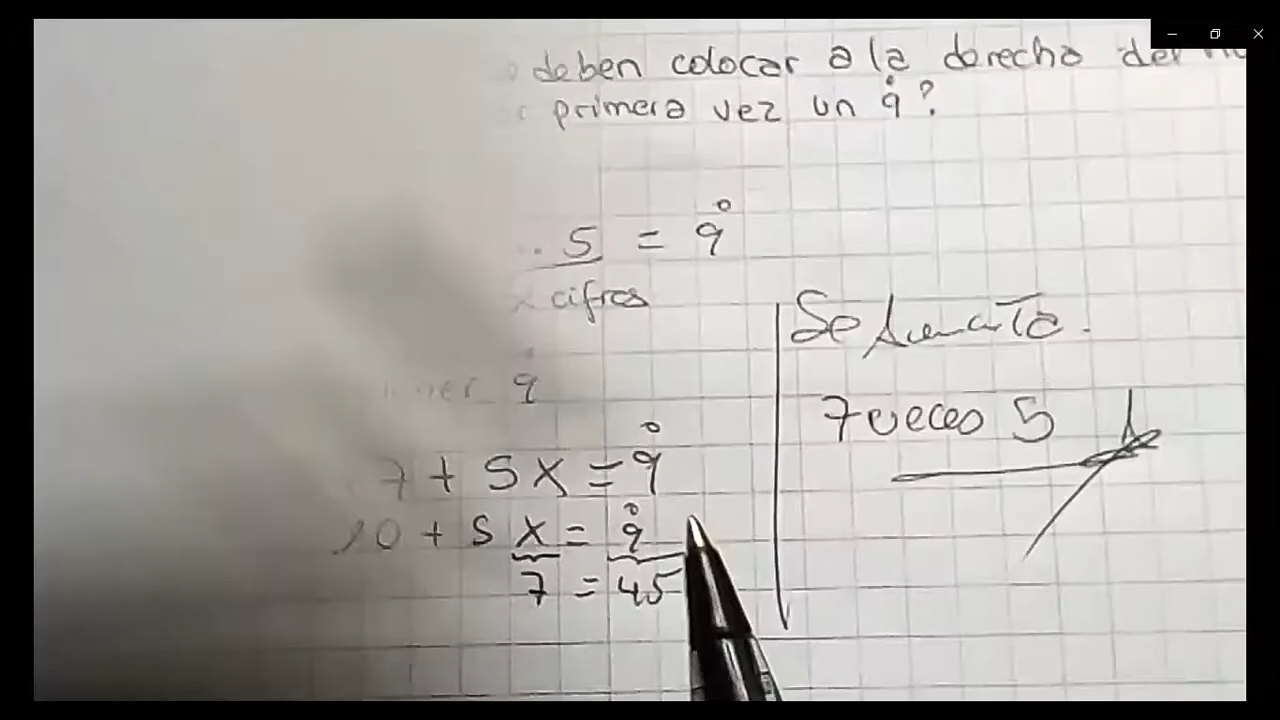 deben colocar a la derecha del
primera vez un 9̊?
5 = 9̊
cifras
9
7 + 5x = 9̊
10 + 5x = 9̊
7 = 45
Se Aumenta.
7 veces 5